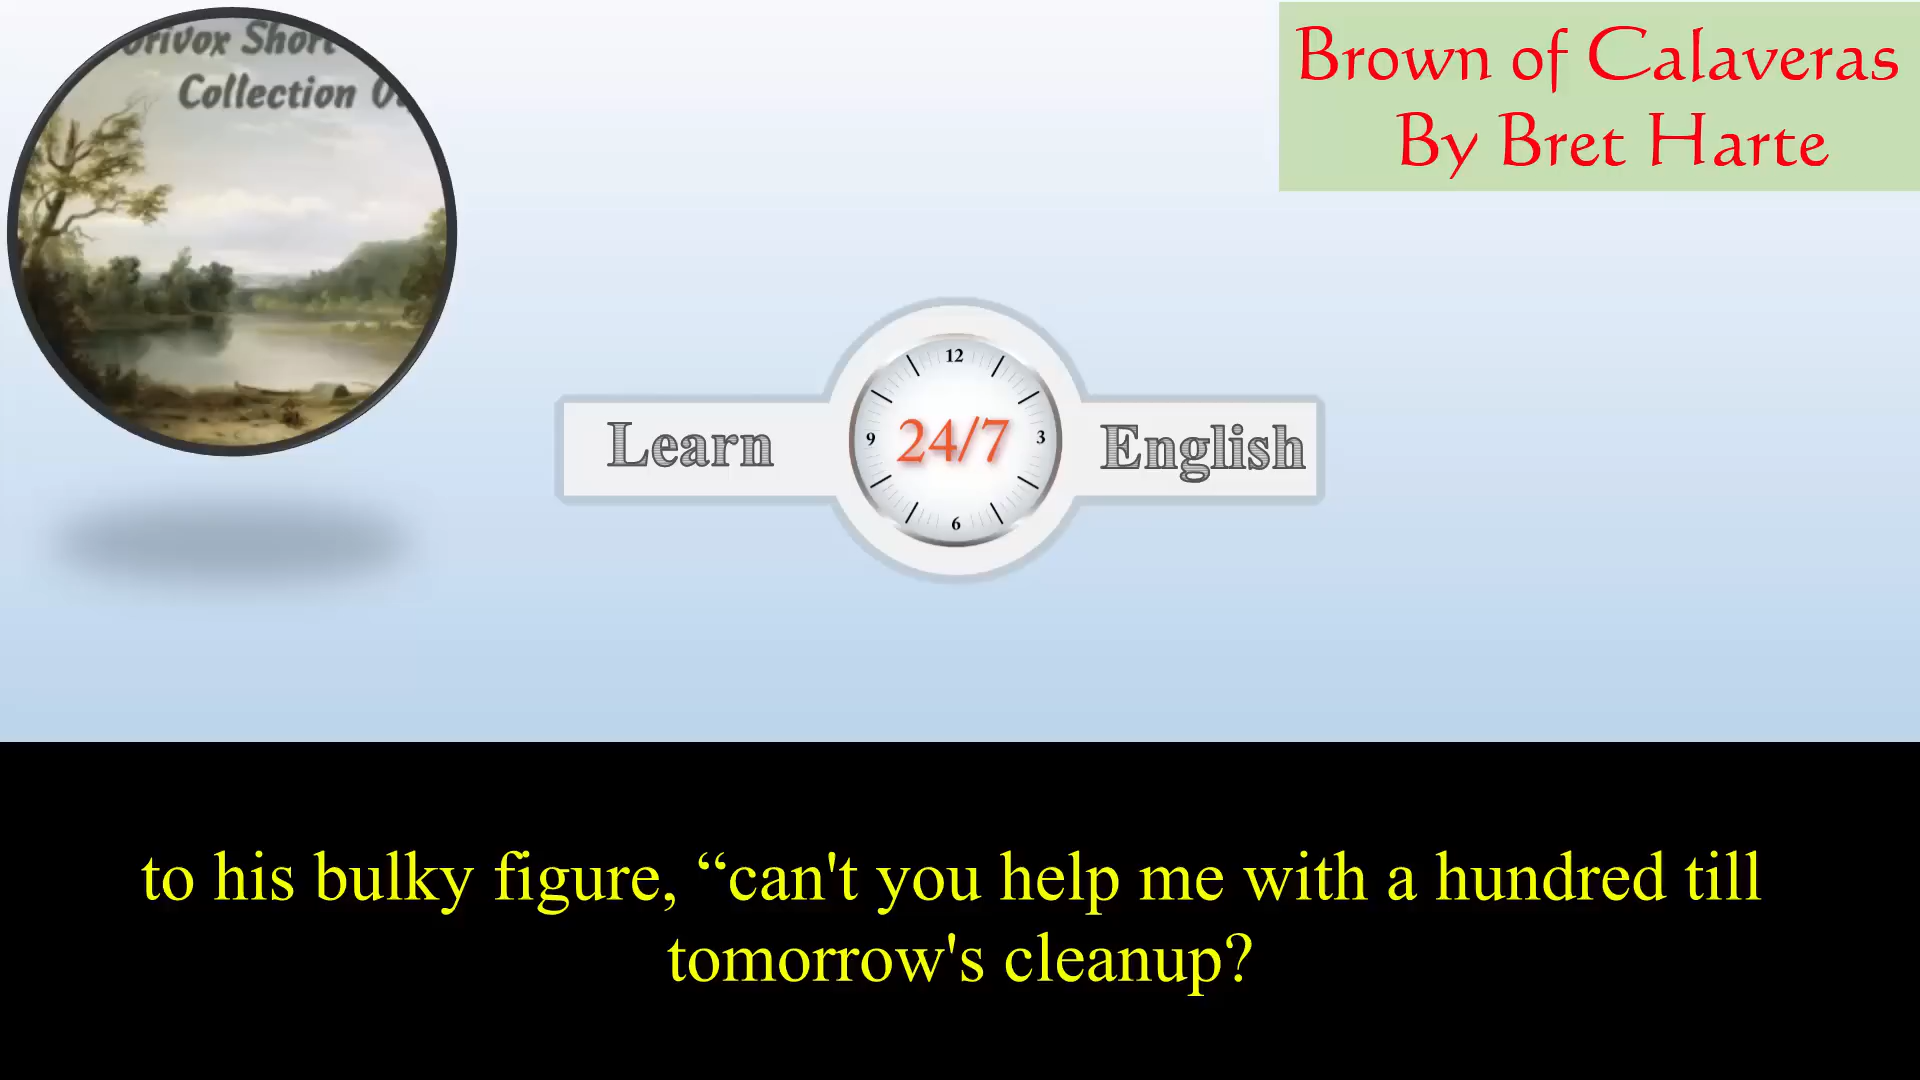 Short
Collection
Brown of Calaveras
By Bret Harte
12
Learn
9
24/7
3
English
6
to his bulky figure, “can't you help me with a hundred till
tomorrow's cleanup?